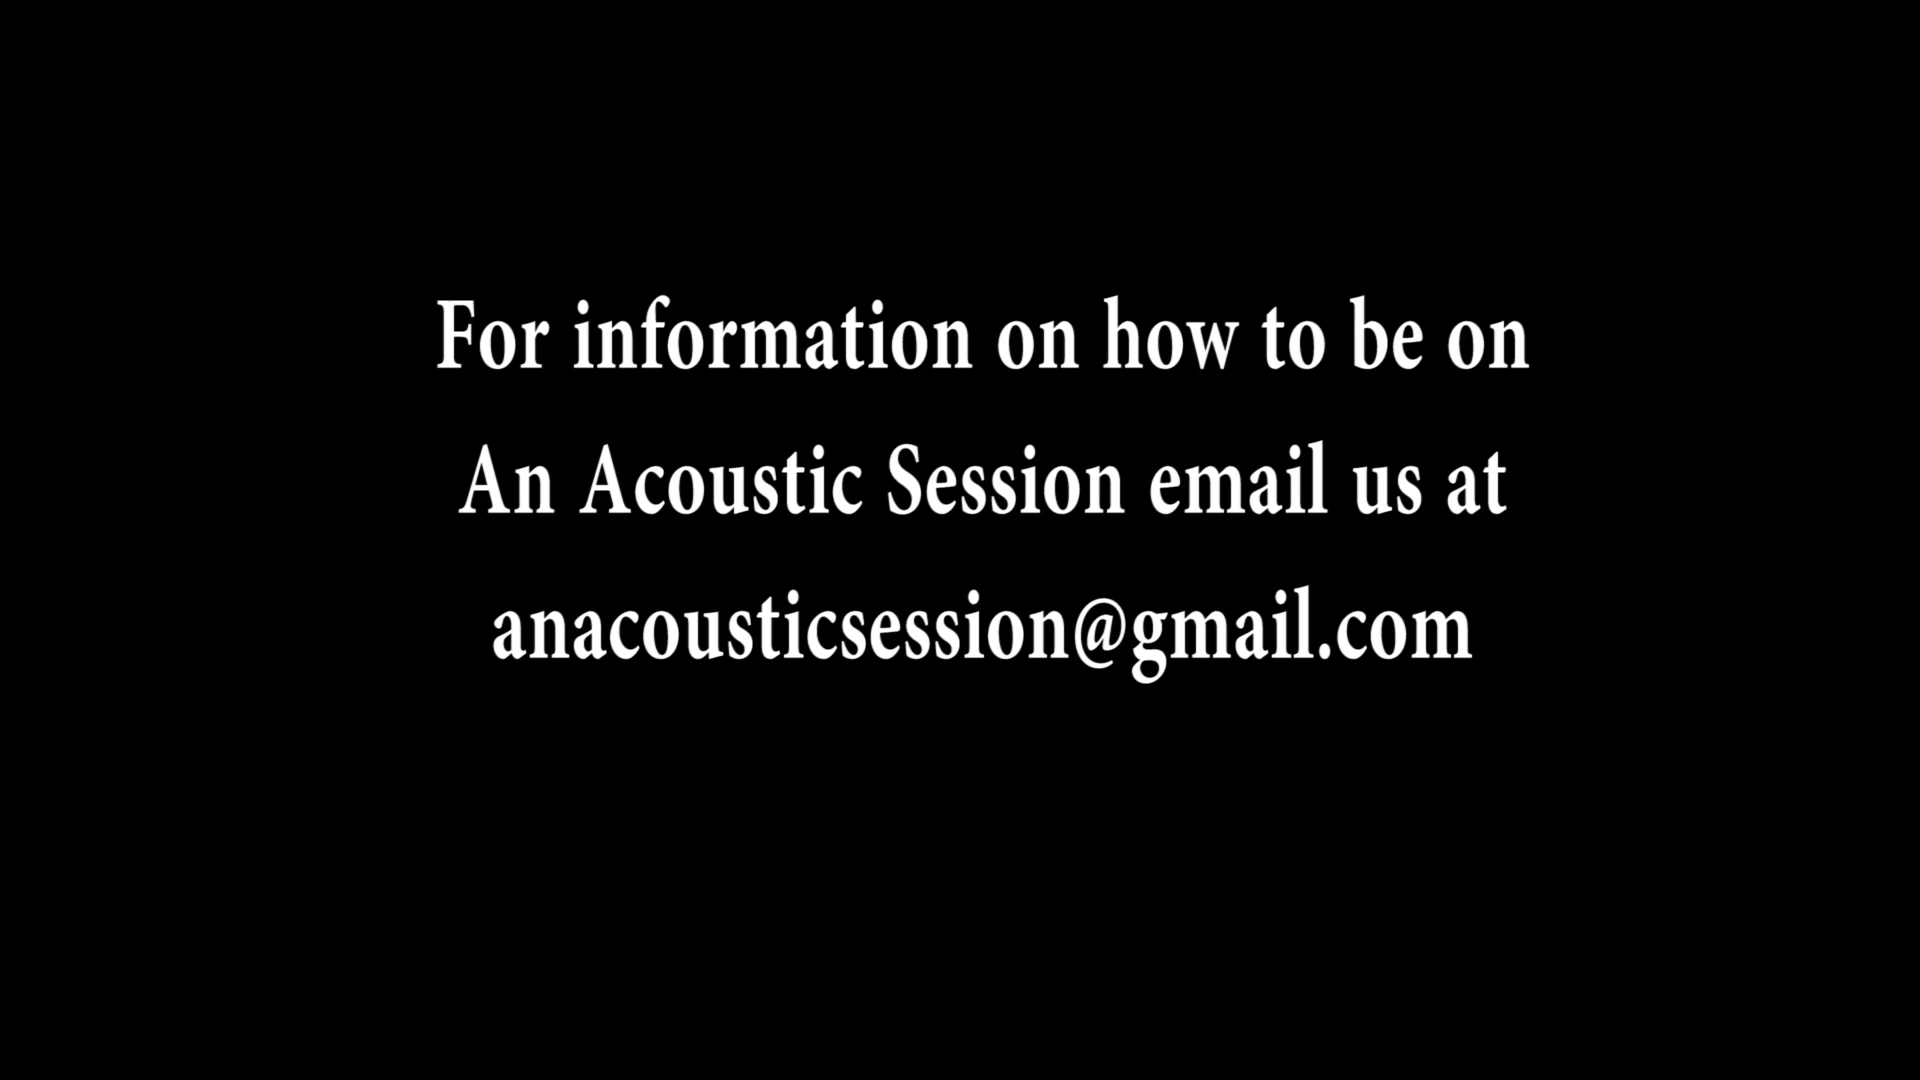 For information on how to be on
An Acoustic Session email us at
anacousticsession@gmail.com